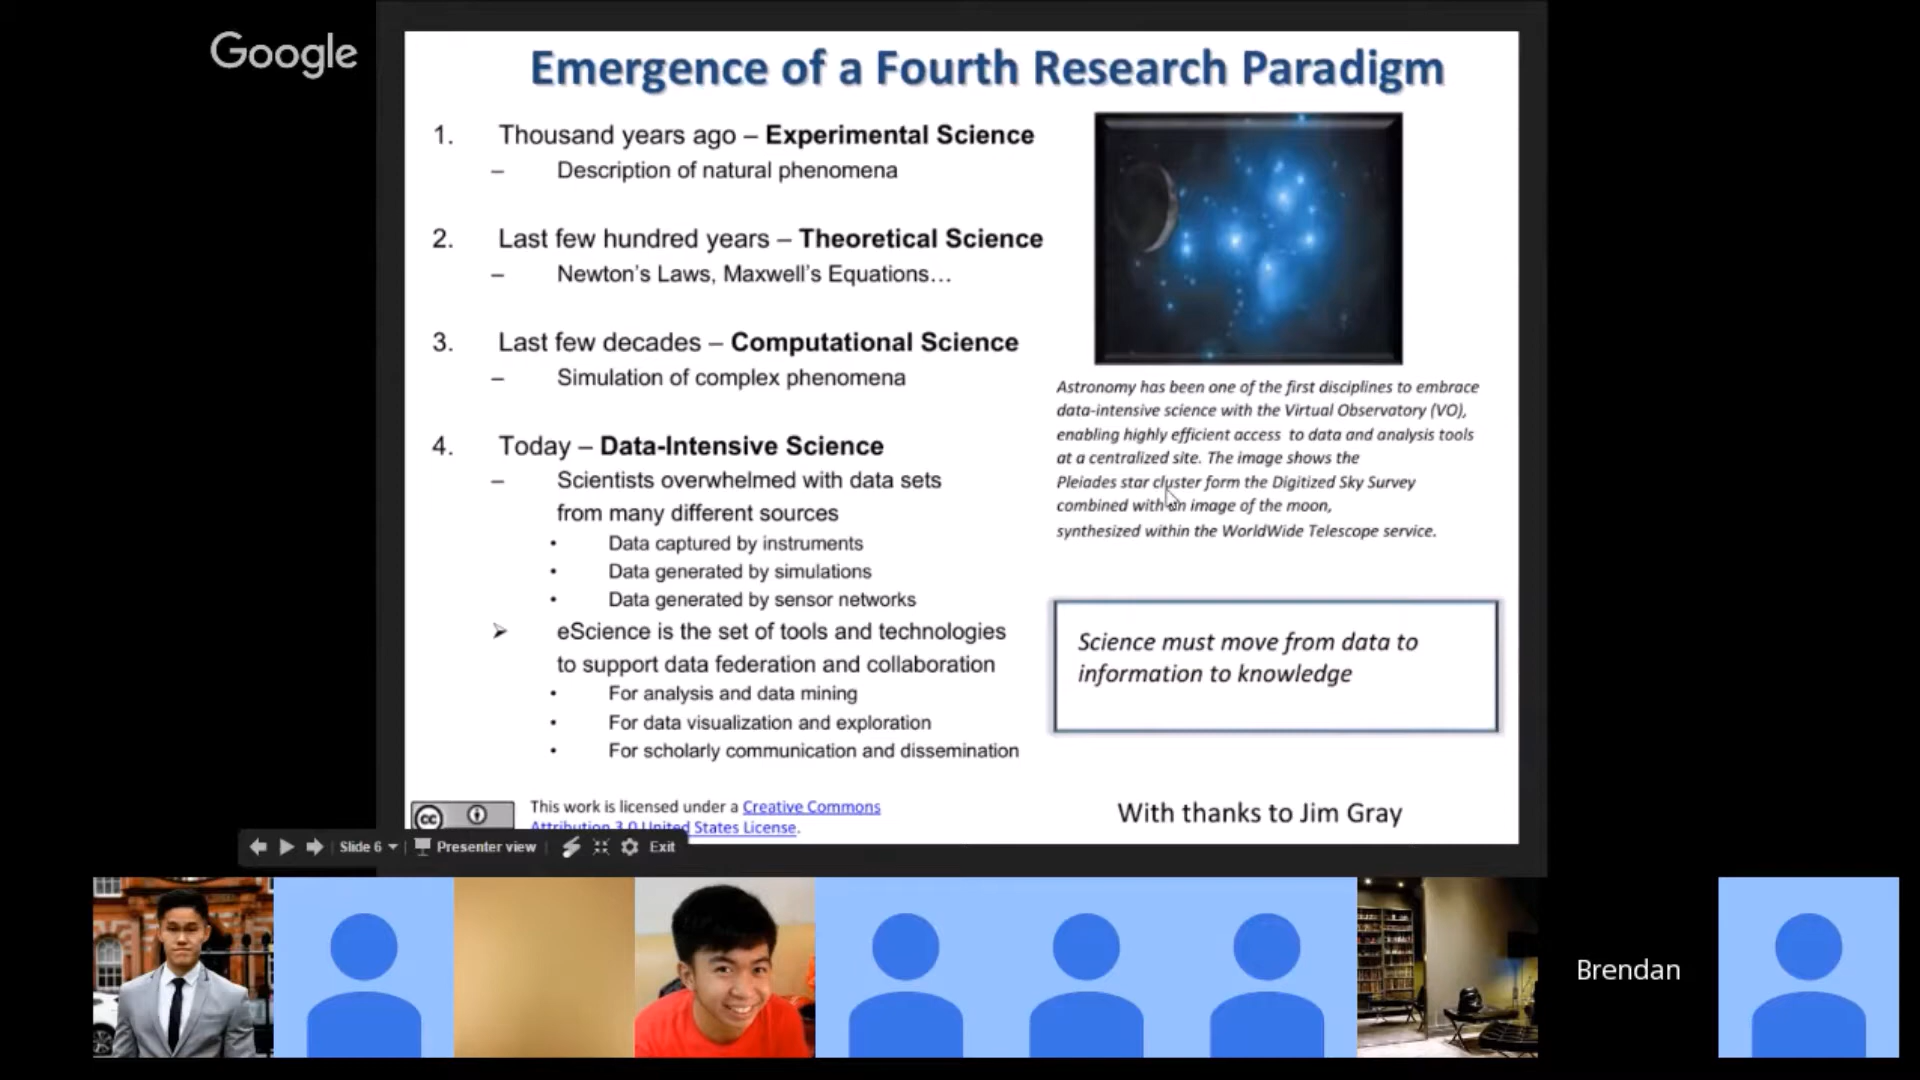 Google
Emergence of a Fourth Research Paradigm
1. Thousand years ago – Experimental Science
– Description of natural phenomena
2. Last few hundred years – Theoretical Science
– Newton's Laws, Maxwell's Equations…
3. Last few decades – Computational Science
– Simulation of complex phenomena
4. Today – Data-Intensive Science
– Scientists overwhelmed with data sets
from many different sources
• Data captured by instruments
• Data generated by simulations
• Data generated by sensor networks
➢ eScience is the set of tools and technologies
to support data federation and collaboration
• For analysis and data mining
• For data visualization and exploration
• For scholarly communication and dissemination
Astronomy has been one of the first disciplines to embrace
data-intensive science with the Virtual Observatory (VO),
enabling highly efficient access to data and analysis tools
at a centralized site. The image shows the
Pleiades star cluster form the Digitized Sky Survey
combined with an image of the moon,
synthesized within the WorldWide Telescope service.
Science must move from data to
information to knowledge
cc
This work is licensed under a Creative Commons
Attribution 3.0 United States License.
With thanks to Jim Gray
Slide 6
Presenter view
Exit
Brendan